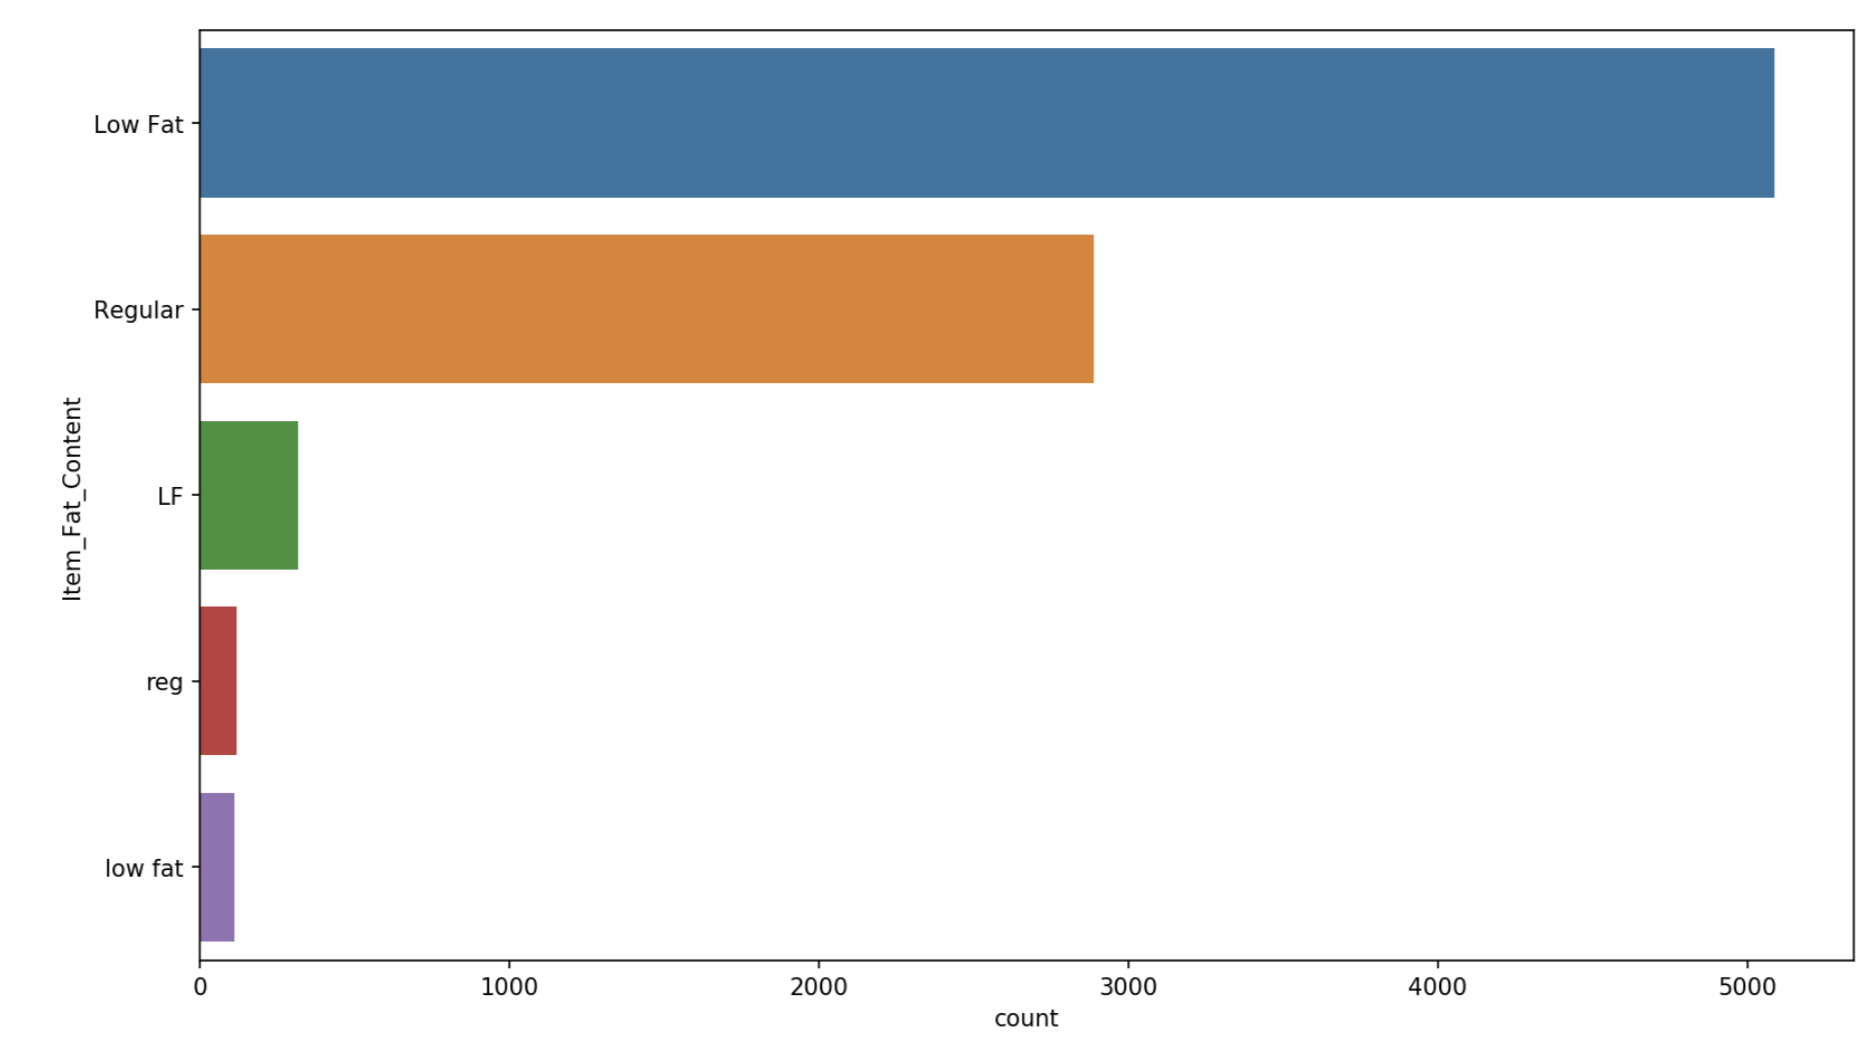 Low Fat
Regular
LF
reg
low fat
Item_Fat_Content
0 1000 2000 3000 4000 5000
count